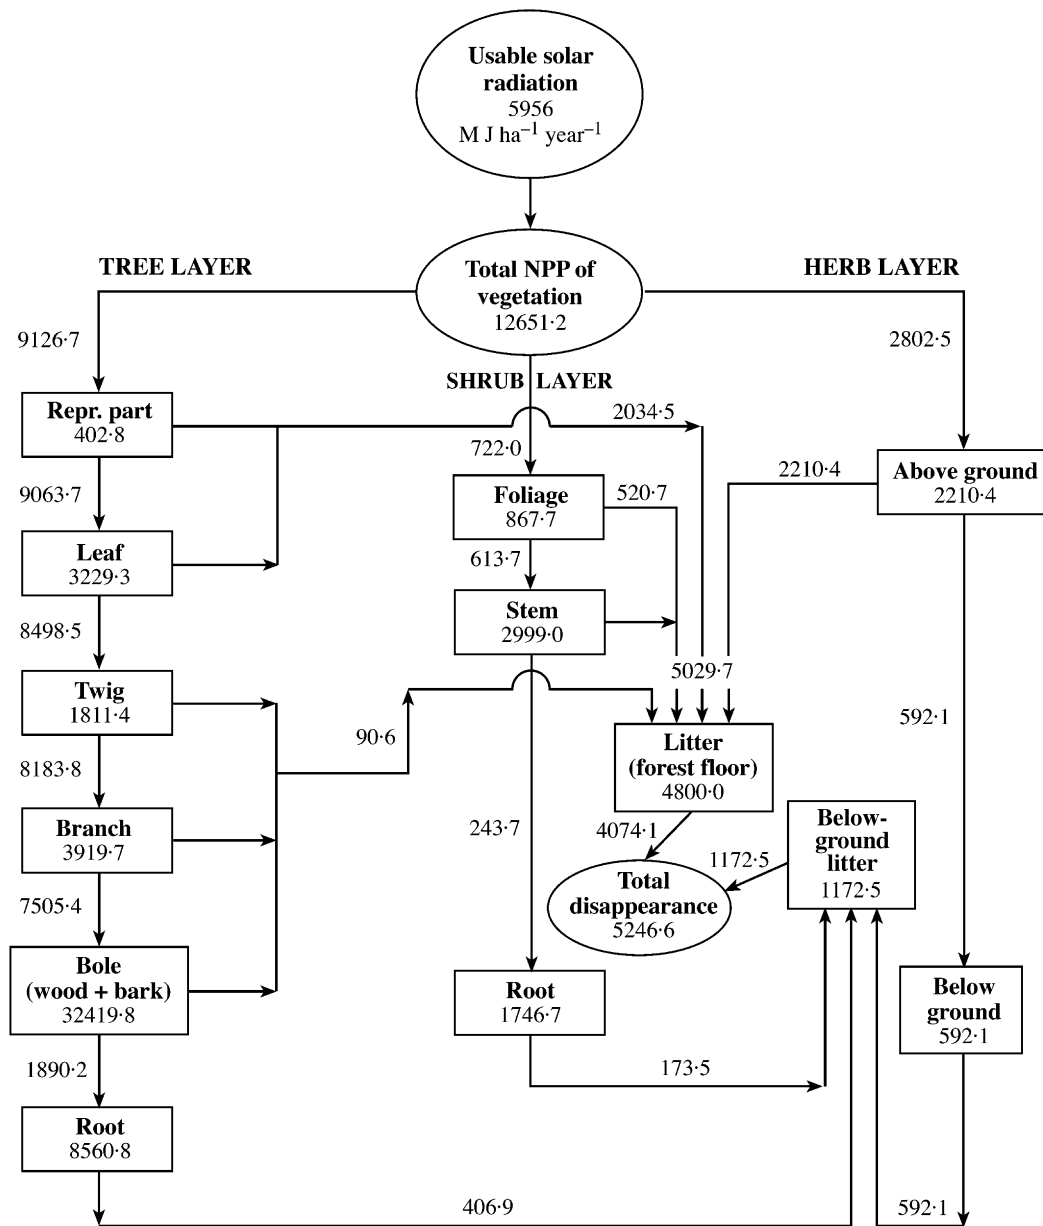 Usable solar
radiation
5956
M J ha⁻¹ year⁻¹
TREE LAYER
Total NPP of
vegetation
12651·2
HERB LAYER
9126·7
2802·5
SHRUB LAYER
Repr. part
402·8
2034·5
722·0
9063·7
Foliage
867·7
520·7
2210·4
Above ground
2210·4
Leaf
3229·3
613·7
Stem
2999·0
8498·5
5029·7
Twig
1811·4
90·6
592·1
Litter
(forest floor)
4800·0
8183·8
Branch
3919·7
243·7
4074·1
1172·5
Below-
ground
litter
1172·5
Total
disappearance
5246·6
7505·4
Bole
(wood + bark)
32419·8
Root
1746·7
Below
ground
592·1
1890·2
173·5
Root
8560·8
406·9
592·1